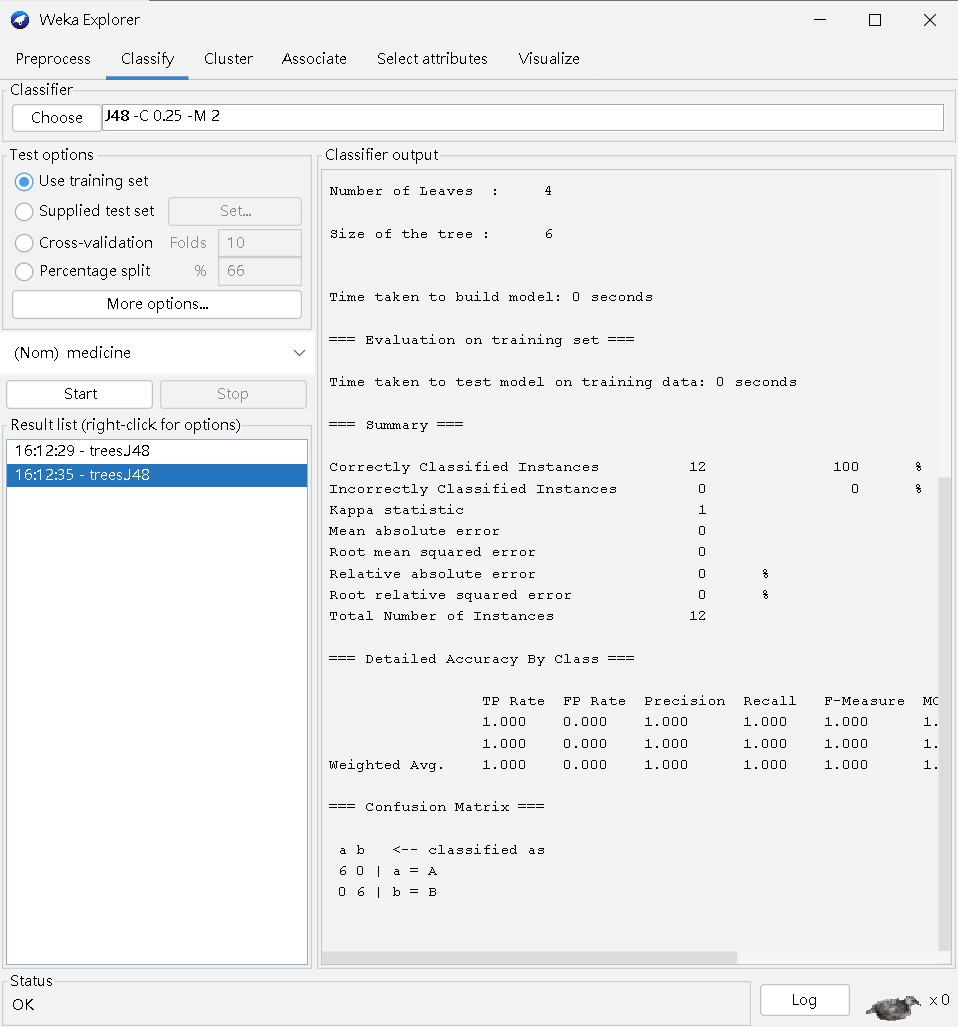 Weka Explorer
Preprocess Classify Cluster Associate Select attributes Visualize
Classifier
Choose J48 -C 0.25 -M 2
Test options
Use training set
Supplied test set Set...
Cross-validation Folds 10
Percentage split % 66
More options...
(Nom) medicine
Start Stop
Result list (right-click for options)
16:12:29 - trees.J48
16:12:35 - trees.J48
Classifier output
Number of Leaves : 4
Size of the tree : 6
Time taken to build model: 0 seconds
=== Evaluation on training set ===
Time taken to test model on training data: 0 seconds
=== Summary ===
Correctly Classified Instances 12 100 %
Incorrectly Classified Instances 0 0 %
Kappa statistic 1
Mean absolute error 0
Root mean squared error 0
Relative absolute error 0 %
Root relative squared error 0 %
Total Number of Instances 12
=== Detailed Accuracy By Class ===
TP Rate FP Rate Precision Recall F-Measure MC
1.000 0.000 1.000 1.000 1.000 1.
1.000 0.000 1.000 1.000 1.000 1.
Weighted Avg. 1.000 0.000 1.000 1.000 1.000 1.
=== Confusion Matrix ===
a b <-- classified as
6 0 | a = A
0 6 | b = B
Status
OK
Log
x 0